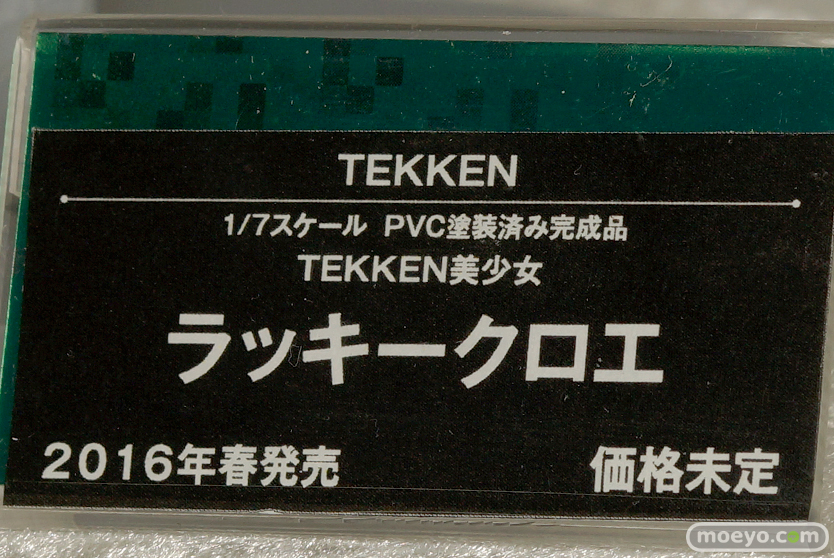 TEKKEN
1/7スケール PVC塗装済み完成品
TEKKEN美少女
ラッキークロエ
2016年春発売 価格未定
moeyo.com